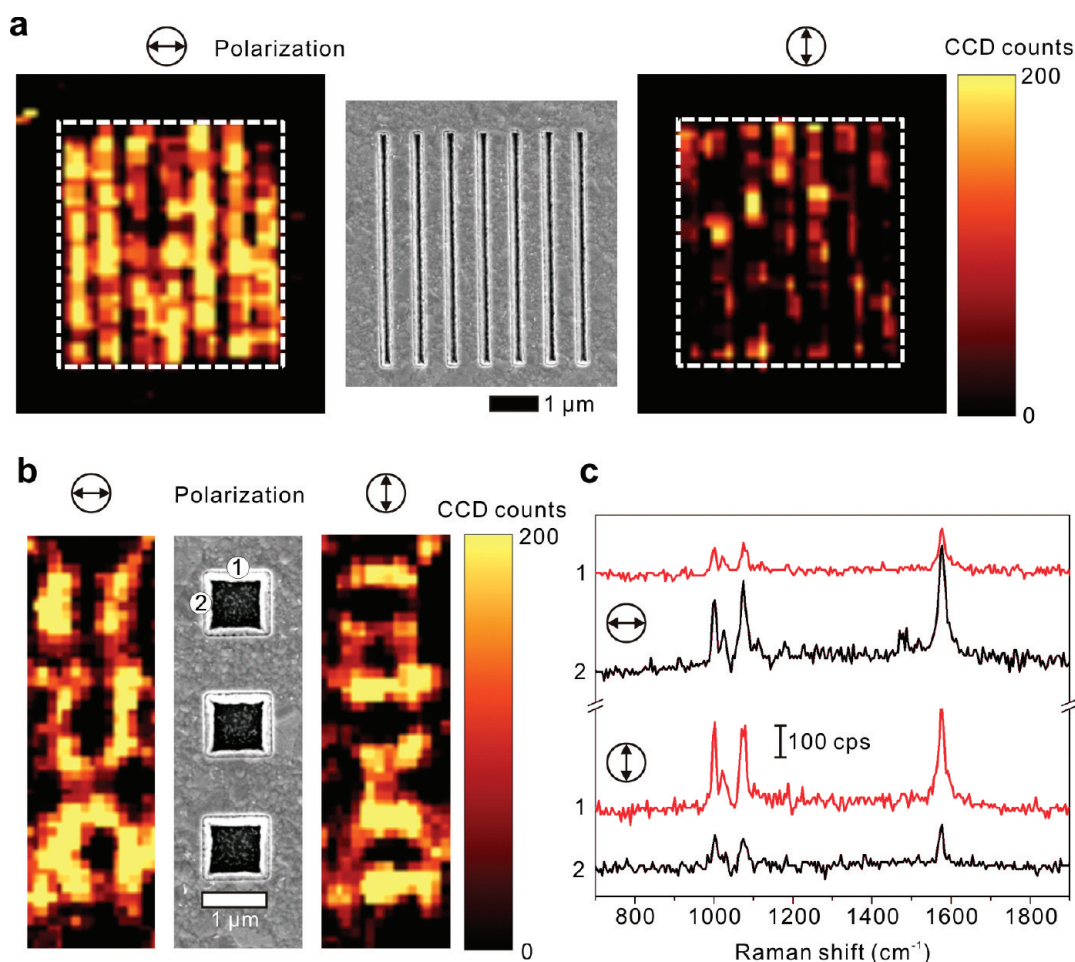 a
Polarization
CCD counts
200
1 µm
0
b
Polarization
CCD counts
200
1
2
1 µm
0
c
1
2
100 cps
1
2
800 1000 1200 1400 1600 1800
Raman shift (cm⁻¹)